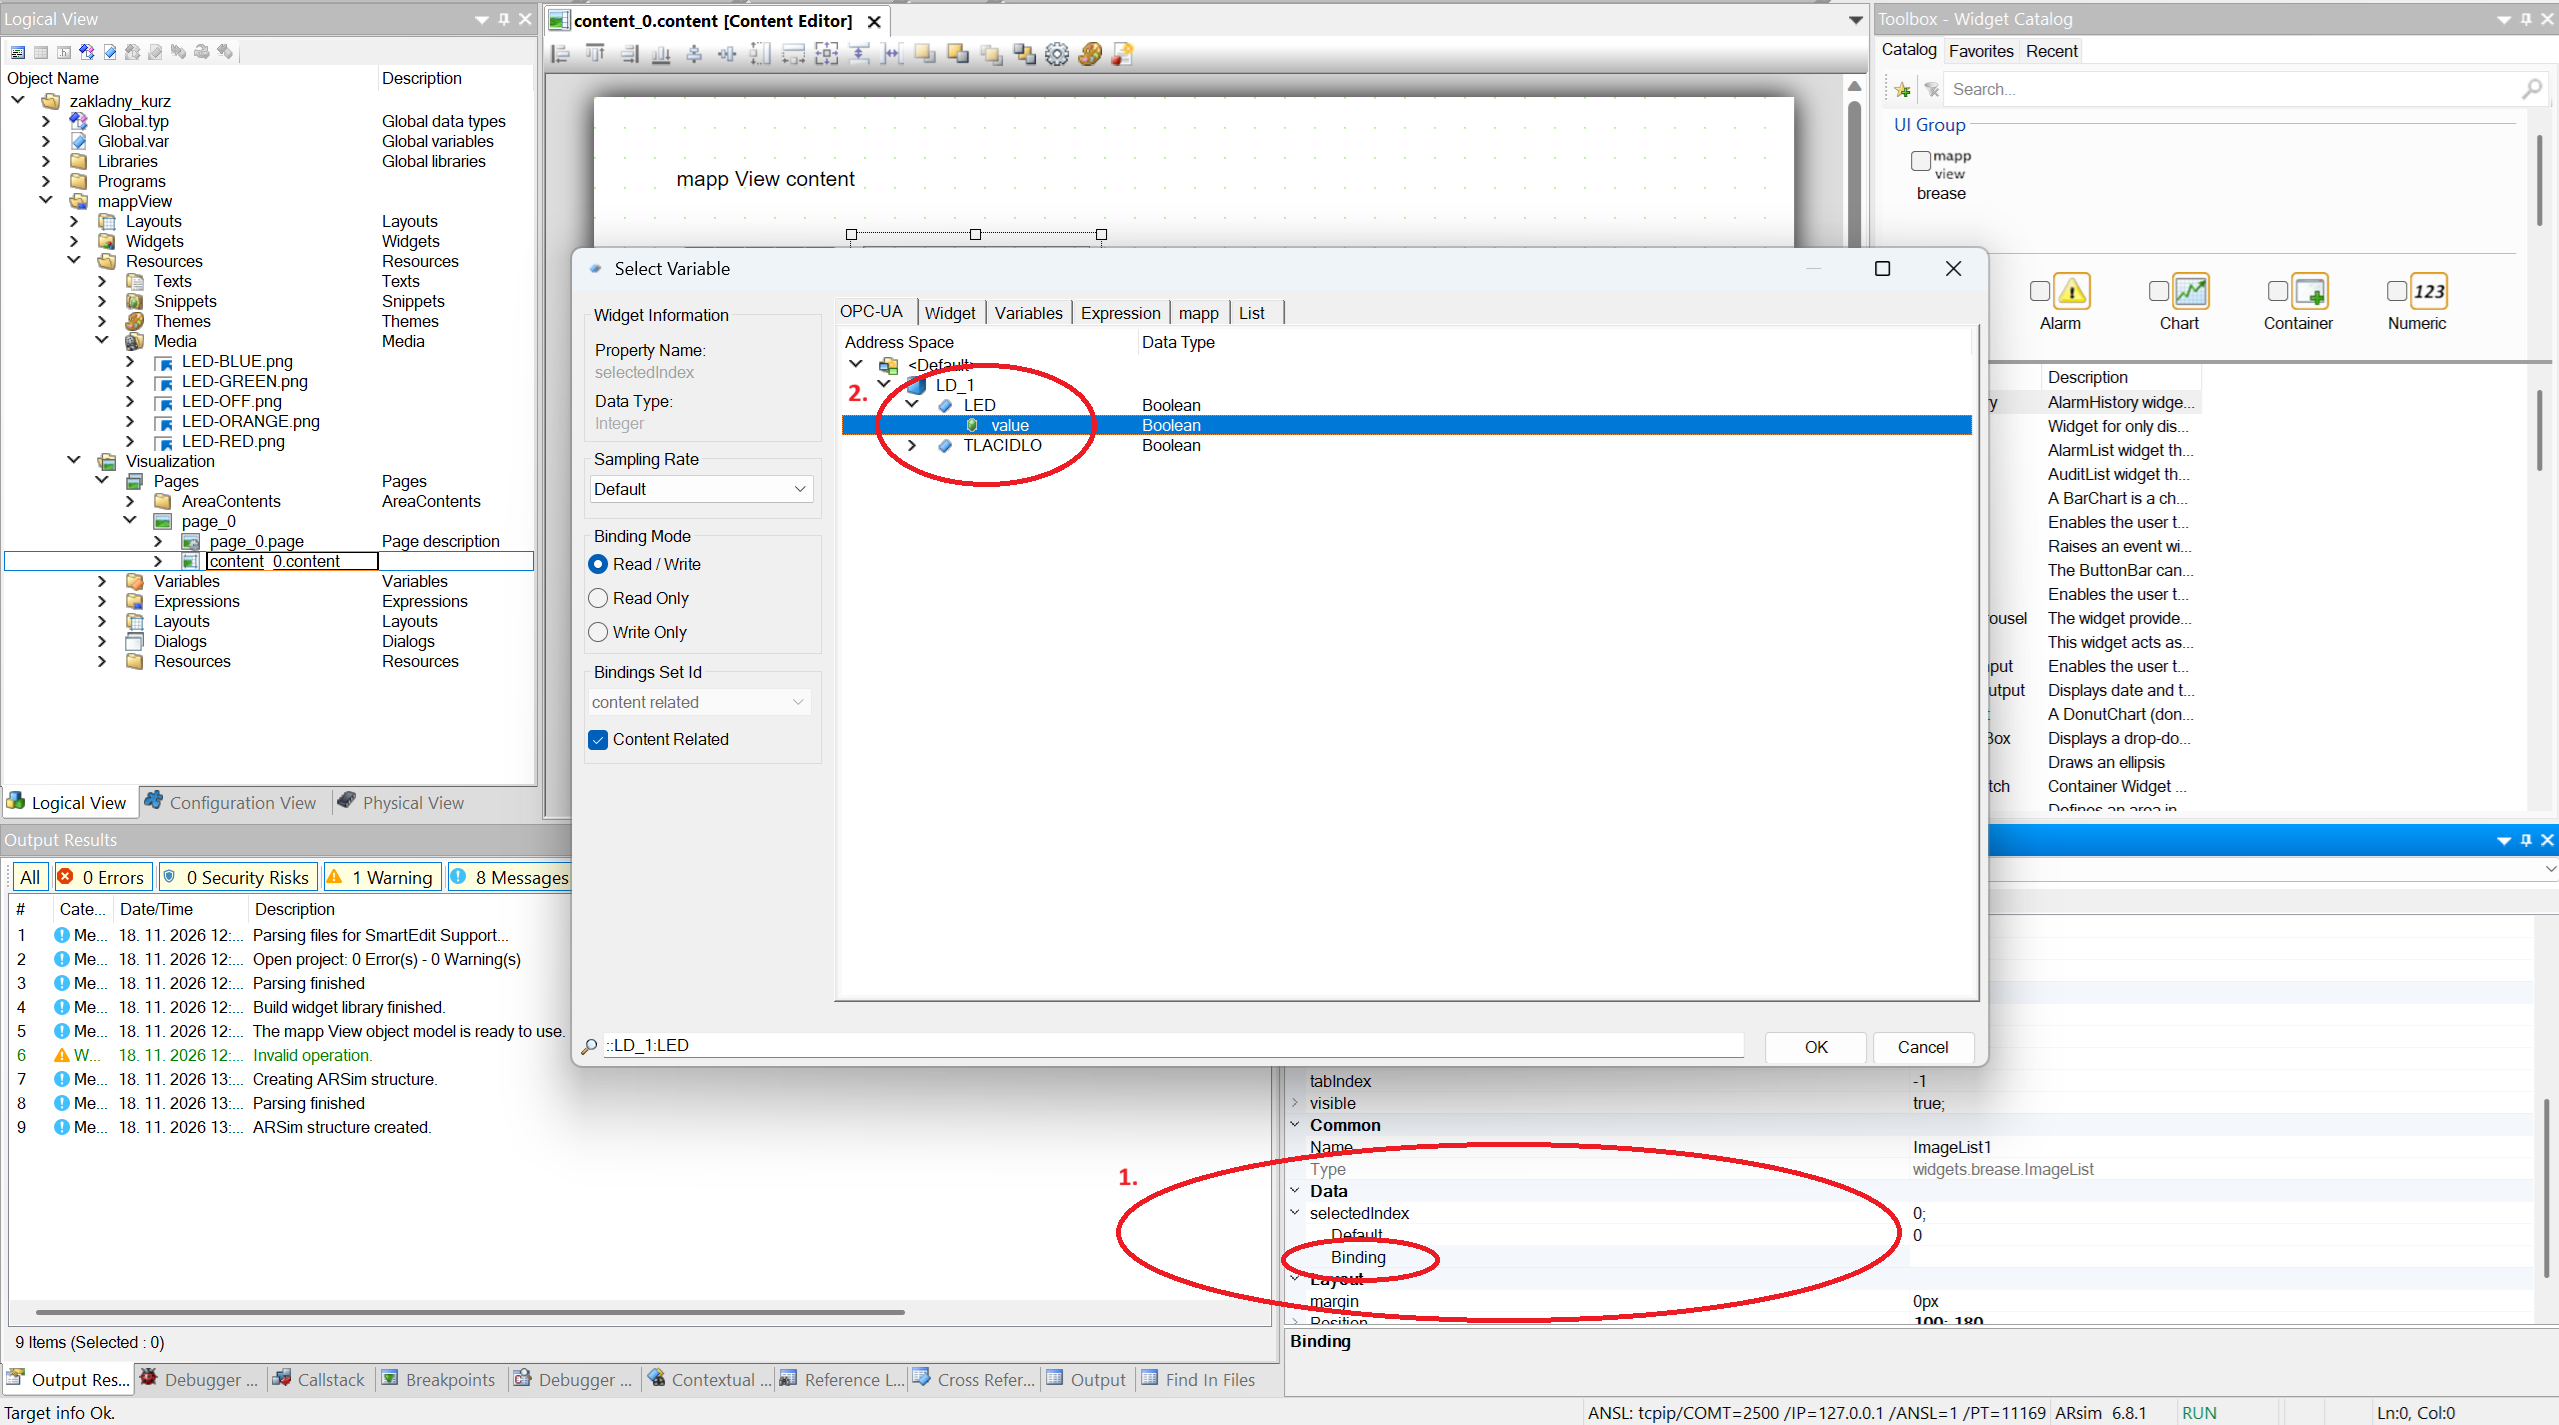 Logical View
Object Name Description
zakladny_kurz
Global.typ Global data types
Global.var Global variables
Libraries Global libraries
Programs
mappView
Layouts Layouts
Widgets Widgets
Resources Resources
Texts Texts
Snippets Snippets
Themes Themes
Media Media
LED-BLUE.png
LED-GREEN.png
LED-OFF.png
LED-ORANGE.png
LED-RED.png
Visualization
Pages Pages
AreaContents AreaContents
page_0
page_0.page Page description
content_0.content
Variables Variables
Expressions Expressions
Layouts Layouts
Dialogs Dialogs
Resources Resources
Logical View Configuration View Physical View
content_0.content [Content Editor]
mapp View content
Select Variable
Widget Information
Property Name:
selectedIndex
Data Type:
Integer
Sampling Rate
Default
Binding Mode
Read / Write
Read Only
Write Only
Bindings Set Id
content related
Content Related
OPC-UA Widget Variables Expression mapp List
Address Space Data Type
<Default>
LD_1
2.
LED Boolean
value Boolean
TLACIDLO Boolean
::LD_1:LED
OK Cancel
Toolbox - Widget Catalog
Catalog Favorites Recent
Search...
UI Group
mapp
view
brease
Alarm Chart Container Numeric
Description
y AlarmHistory widge...
Widget for only dis...
AlarmList widget th...
AuditList widget th...
A BarChart is a ch...
Enables the user t...
Raises an event wi...
The ButtonBar can...
Enables the user t...
rousel The widget provide...
This widget acts as...
put Enables the user t...
utput Displays date and t...
t A DonutChart (don...
Box Displays a drop-do...
Draws an ellipsis
tch Container Widget ...
Defines an area in
Output Results
All 0 Errors 0 Security Risks 1 Warning 8 Messages
# Cate... Date/Time Description
1 Me... 18. 11. 2026 12:... Parsing files for SmartEdit Support...
2 Me... 18. 11. 2026 12:... Open project: 0 Error(s) - 0 Warning(s)
3 Me... 18. 11. 2026 12:... Parsing finished
4 Me... 18. 11. 2026 12:... Build widget library finished.
5 Me... 18. 11. 2026 12:... The mapp View object model is ready to use.
6 W... 18. 11. 2026 12:... Invalid operation.
7 Me... 18. 11. 2026 13:... Creating ARSim structure.
8 Me... 18. 11. 2026 13:... Parsing finished
9 Me... 18. 11. 2026 13:... ARSim structure created.
9 Items (Selected : 0)
tabIndex -1
visible true;
Common
Name ImageList1
1.
Type widgets.brease.ImageList
Data
selectedIndex 0;
Default 0
Binding
Layout
margin 0px
Position 100; 180
Binding
Output Res... Debugger ... Callstack Breakpoints Debugger ... Contextual ... Reference L... Cross Refer... Output Find In Files
Target info Ok.
ANSL: tcpip/COMT=2500 /IP=127.0.0.1 /ANSL=1 /PT=11169 ARsim 6.8.1 RUN Ln:0, Col:0